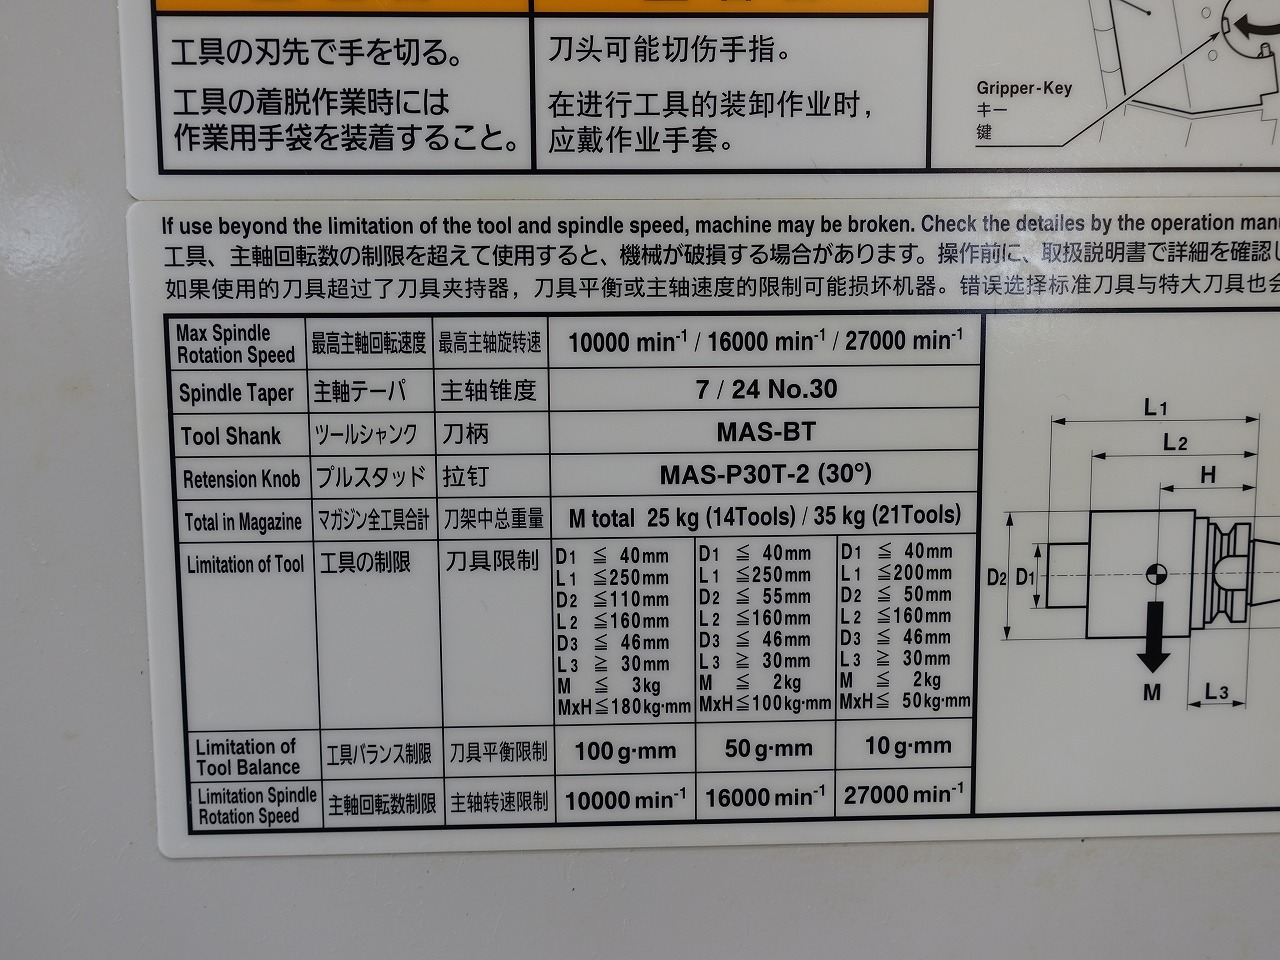 工具の刃先で手を切る。
工具の着脱作業時には
作業用手袋を装着すること。
刀头可能切伤手指。
在进行工具的装卸作业时，
应戴作业手套。
Gripper-Key
キー
键
If use beyond the limitation of the tool and spindle speed, machine may be broken. Check the detailes by the operation manu
工具、主軸回転数の制限を超えて使用すると、機械が破損する場合があります。操作前に、取扱説明書で詳細を確認し
如果使用的刀具超过了刀具夹持器，刀具平衡或主轴速度的限制可能损坏机器。错误选择标准刀具与特大刀具也会
Max Spindle
Rotation Speed
最高主軸回転速度
最高主轴旋转速
10000 min-1 / 16000 min-1 / 27000 min-1
Spindle Taper
主軸テーパ
主轴锥度
7 / 24 No.30
Tool Shank
ツールシャンク
刀柄
MAS-BT
Retension Knob
プルスタッド
拉钉
MAS-P30T-2 (30°)
Total in Magazine
マガジン全工具合計
刀架中总重量
M total 25 kg (14Tools) / 35 kg (21Tools)
Limitation of Tool
工具の制限
刀具限制
D1 ≦ 40mm
L1 ≦250mm
D2 ≦110mm
L2 ≦160mm
D3 ≦ 46mm
L3 ≧ 30mm
M ≦ 3kg
MxH≦180kg·mm
D1 ≦ 40mm
L1 ≦250mm
D2 ≦ 55mm
L2 ≦160mm
D3 ≦ 46mm
L3 ≧ 30mm
M ≦ 2kg
MxH≦100kg·mm
D1 ≦ 40mm
L1 ≦200mm
D2 ≦ 50mm
L2 ≦160mm
D3 ≦ 46mm
L3 ≧ 30mm
M ≦ 2kg
MxH≦ 50kg·mm
Limitation of
Tool Balance
工具バランス制限
刀具平衡限制
100 g·mm
50 g·mm
10 g·mm
Limitation Spindle
Rotation Speed
主軸回転数制限
主轴转速限制
10000 min-1
16000 min-1
27000 min-1
L1
L2
H
D2
D1
M
L3